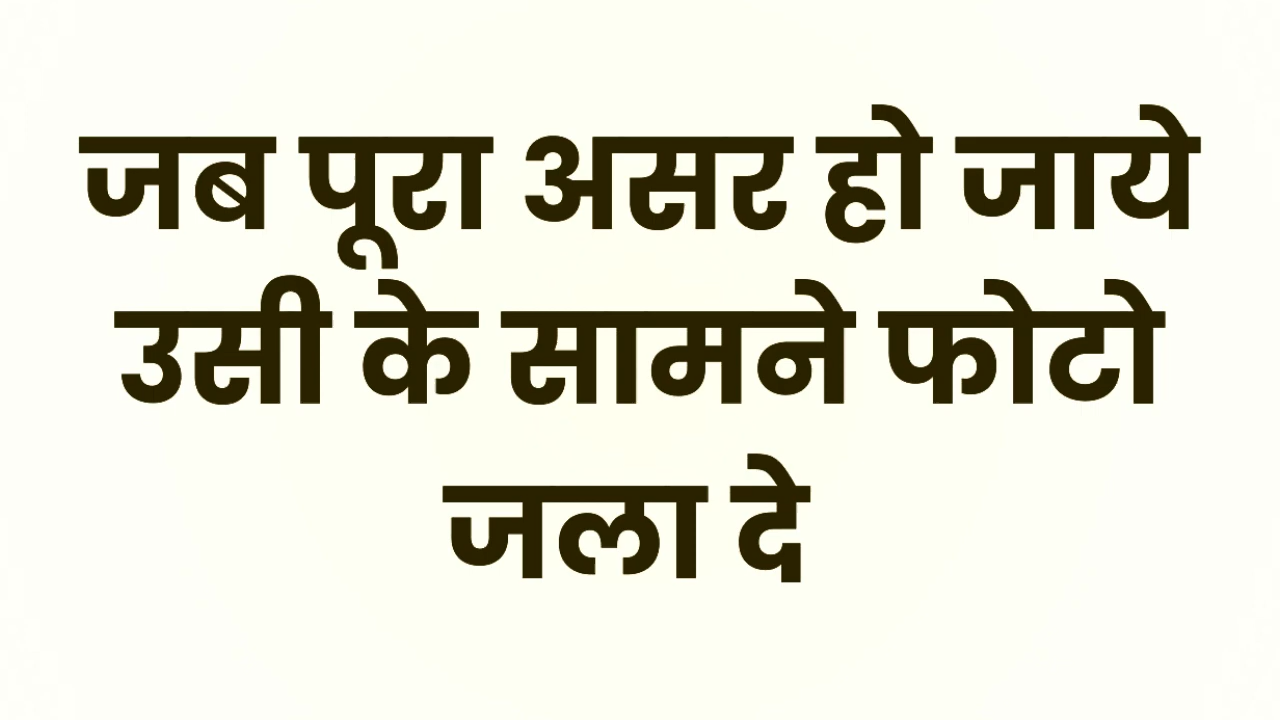 जब पूरा असर हो जाये
उसी के सामने फोटो
जला दे